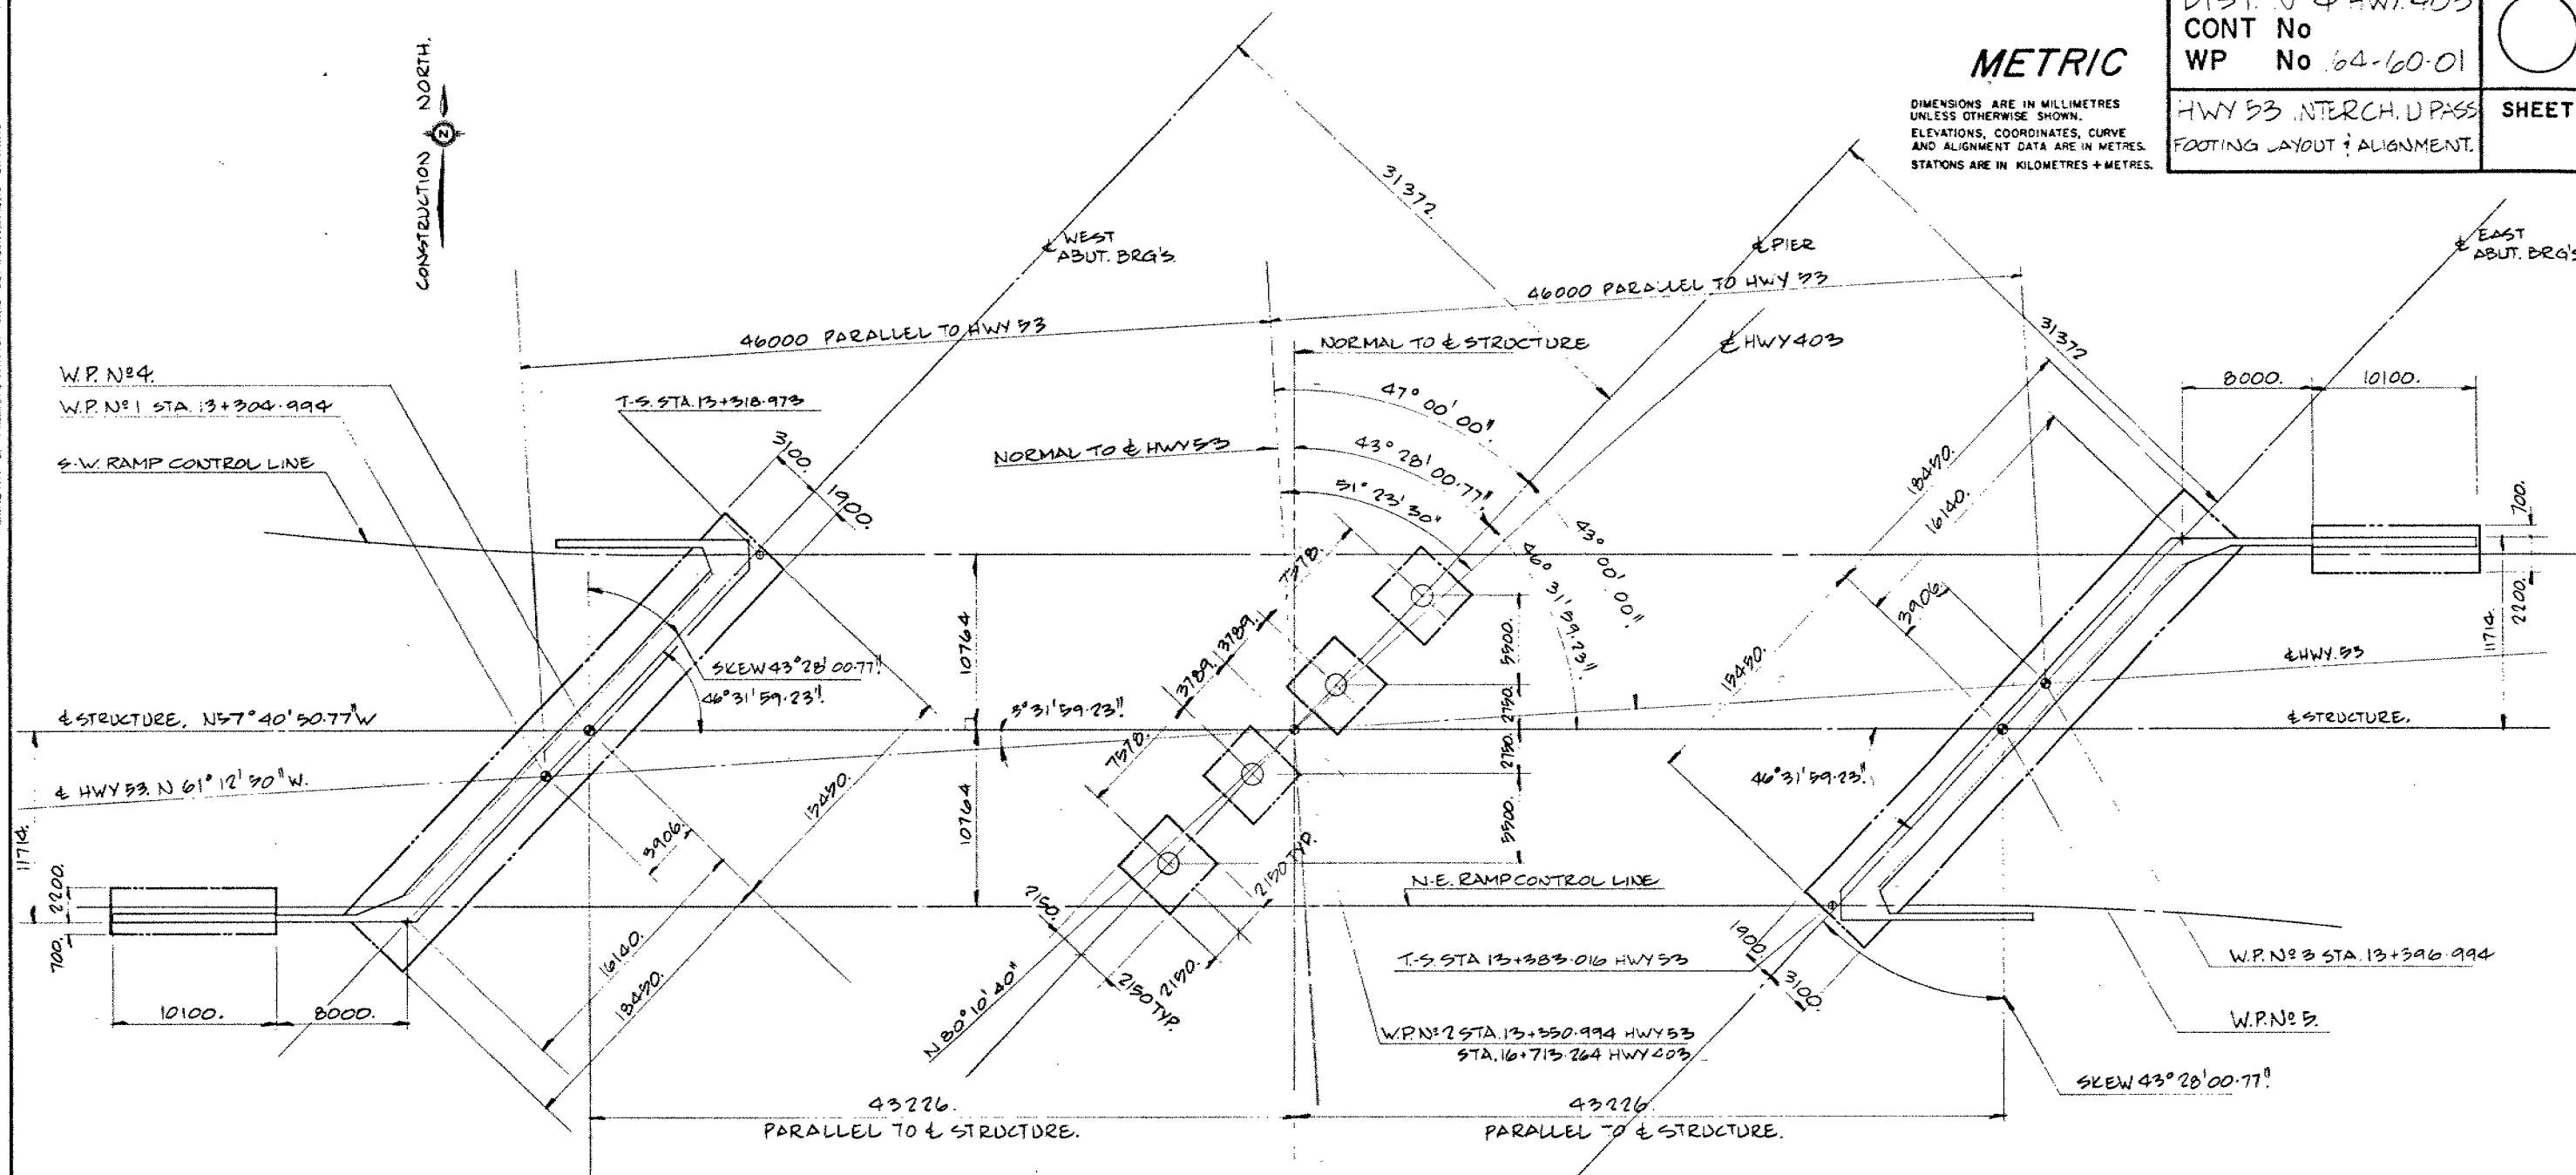 CONT No
WP No 64-60-01
HWY 53 INTERCH. U PASS
FOOTING LAYOUT & ALIGNMENT.
SHEET
METRIC
DIMENSIONS ARE IN MILLIMETRES
UNLESS OTHERWISE SHOWN.
ELEVATIONS, COORDINATES, CURVE
AND ALIGNMENT DATA ARE IN METRES.
STATIONS ARE IN KILOMETRES + METRES.
CONSTRUCTION NORTH.
N
31372.
℄ WEST
ABUT. BRG'S.
℄ PIER
℄ EAST
ABUT. BRG'S
46000 PARALLEL TO HWY 53
46000 PARALLEL TO HWY 53
NORMAL TO ℄ STRUCTURE
℄ HWY 403
31372
8000.
10100.
W.P. Nº 4.
W.P. Nº 1 STA. 13+304.994
S.W. RAMP CONTROL LINE
T.S. STA. 13+318.973
3100.
1900.
NORMAL TO ℄ HWY 53
47° 00' 00"
43° 28' 00.77"
51° 23' 30"
43° 00' 00"
46° 31' 59.23"
18450.
16140.
3906.
15450.
700.
2200.
11714.
7578.
3789.
3789.
7578.
5500.
2750.
2750.
5500.
10764
10764
SKEW 43° 28' 00.77"
46° 31' 59.23"
3° 31' 59.23"
℄ HWY. 53
℄ STRUCTURE, N57° 40' 50.77" W
℄ STRUCTURE.
℄ HWY 53 N 61° 12' 50" W.
46° 31' 59.23"
15450.
3906.
11714.
2200.
700.
10100.
8000.
16140.
18450.
2150.
2150 TYP.
2150.
2150 TYP.
N 80° 10' 40"
N-E. RAMP CONTROL LINE
T.S. STA 13+383.016 HWY 53
1900.
3100.
W.P. Nº 3 STA. 13+396.994
W.P. Nº 5.
W.P. Nº 2 STA. 13+350.994 HWY 53
STA. 16+713.264 HWY 403
SKEW 43° 28' 00.77"
43226.
PARALLEL TO ℄ STRUCTURE.
43226.
PARALLEL TO ℄ STRUCTURE.